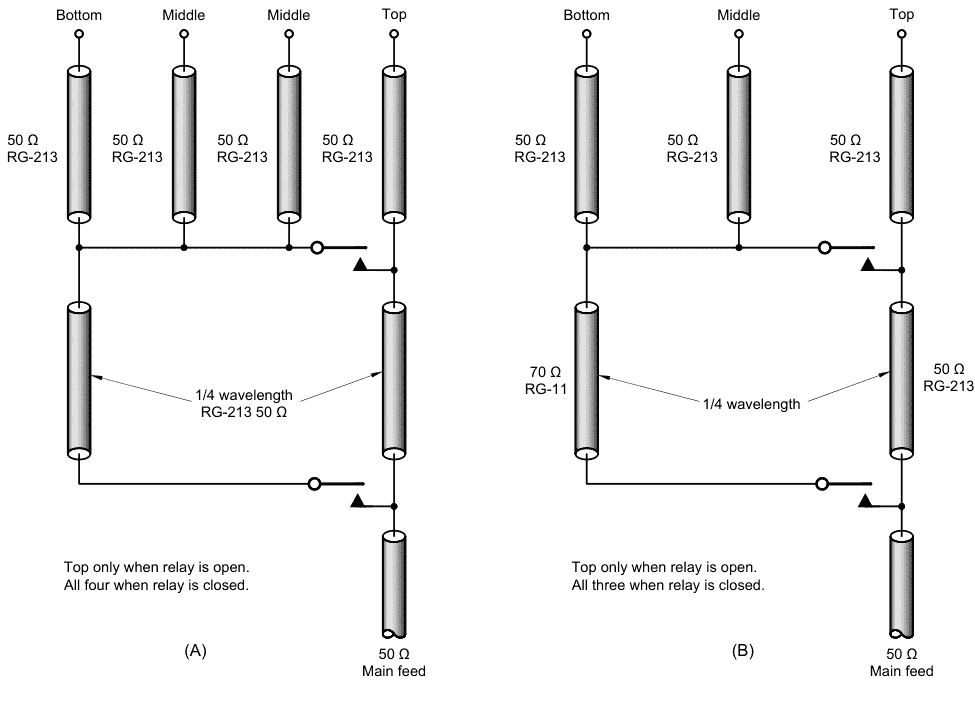 Bottom
Middle
Middle
Top
50 Ω
RG-213
50 Ω
RG-213
50 Ω
RG-213
50 Ω
RG-213
1/4 wavelength
RG-213 50 Ω
Top only when relay is open.
All four when relay is closed.
(A)
50 Ω
Main feed
Bottom
Middle
Top
50 Ω
RG-213
50 Ω
RG-213
50 Ω
RG-213
70 Ω
RG-11
1/4 wavelength
50 Ω
RG-213
Top only when relay is open.
All three when relay is closed.
(B)
50 Ω
Main feed